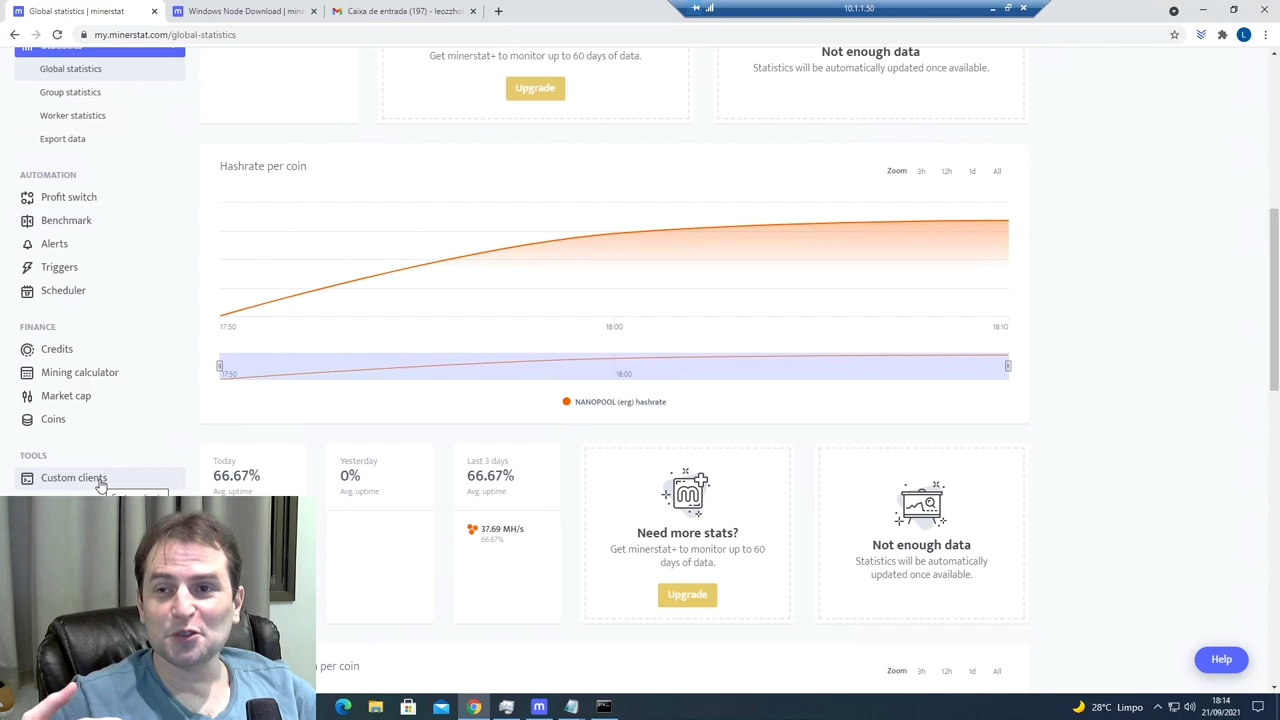 Global statistics | minerstat
Windows Node Download | mine
Caixa de entrada (197) - leozzho
10.1.1.50
my.minerstat.com/global-statistics
L
Statistics
Global statistics
Group statistics
Worker statistics
Export data
AUTOMATION
Profit switch
Benchmark
Alerts
Triggers
Scheduler
FINANCE
Credits
Mining calculator
Market cap
Coins
TOOLS
Custom clients
Get minerstat+ to monitor up to 60 days of data.
Upgrade
Not enough data
Statistics will be automatically updated once available.
Hashrate per coin
Zoom 3h 12h 1d All
17:50 18:00 18:10
17:50 18:00
NANOPOOL (erg) hashrate
Today
66.67%
Avg. uptime
Yesterday
0%
Avg. uptime
Last 3 days
66.67%
Avg. uptime
37.69 MH/s
66.67%
Need more stats?
Get minerstat+ to monitor up to 60
days of data.
Upgrade
Not enough data
Statistics will be automatically
updated once available.
per coin
Zoom 3h 12h 1d All
Help
28°C Limpo
18:14
21/09/2021